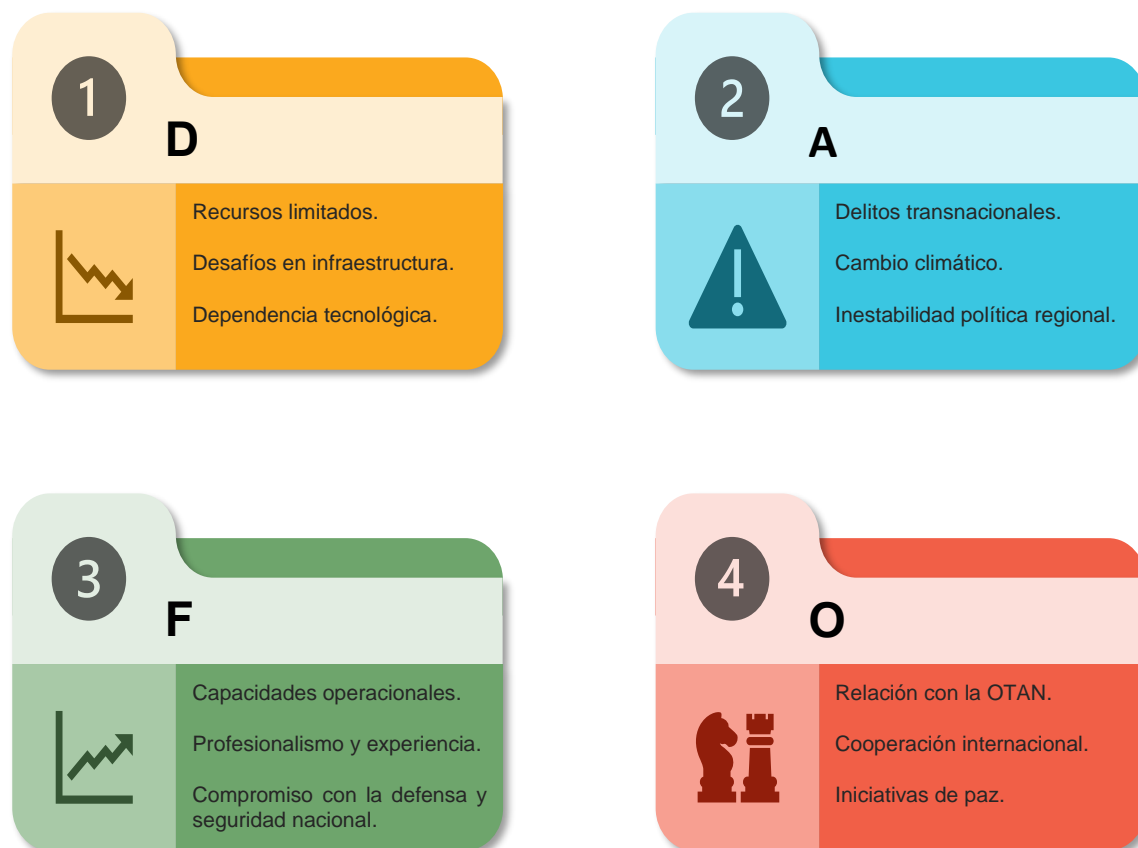 1
D
Recursos limitados.
Desafíos en infraestructura.
Dependencia tecnológica.
2
A
Delitos transnacionales.
Cambio climático.
Inestabilidad política regional.
3
F
Capacidades operacionales.
Profesionalismo y experiencia.
Compromiso con la defensa y
seguridad nacional.
4
O
Relación con la OTAN.
Cooperación internacional.
Iniciativas de paz.